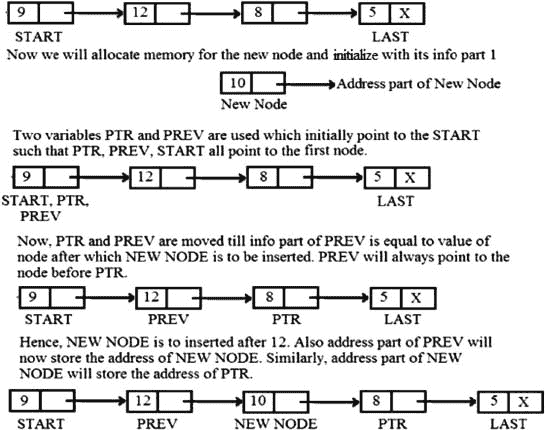 9 12 8 5 X
START LAST
Now we will allocate memory for the new node and initialize with its info part 1
10 Address part of New Node
New Node
Two variables PTR and PREV are used which initially point to the START
such that PTR, PREV, START all point to the first node.
9 12 8 5 X
START, PTR, LAST
PREV
Now, PTR and PREV are moved till info part of PREV is equal to value of
node after which NEW NODE is to be inserted. PREV will always point to the
node before PTR.
9 12 8 5 X
START PREV PTR LAST
Hence, NEW NODE is to inserted after 12. Also address part of PREV will
now store the address of NEW NODE. Similarly, address part of NEW
NODE will store the address of PTR.
9 12 10 8 5 X
START PREV NEW NODE PTR LAST